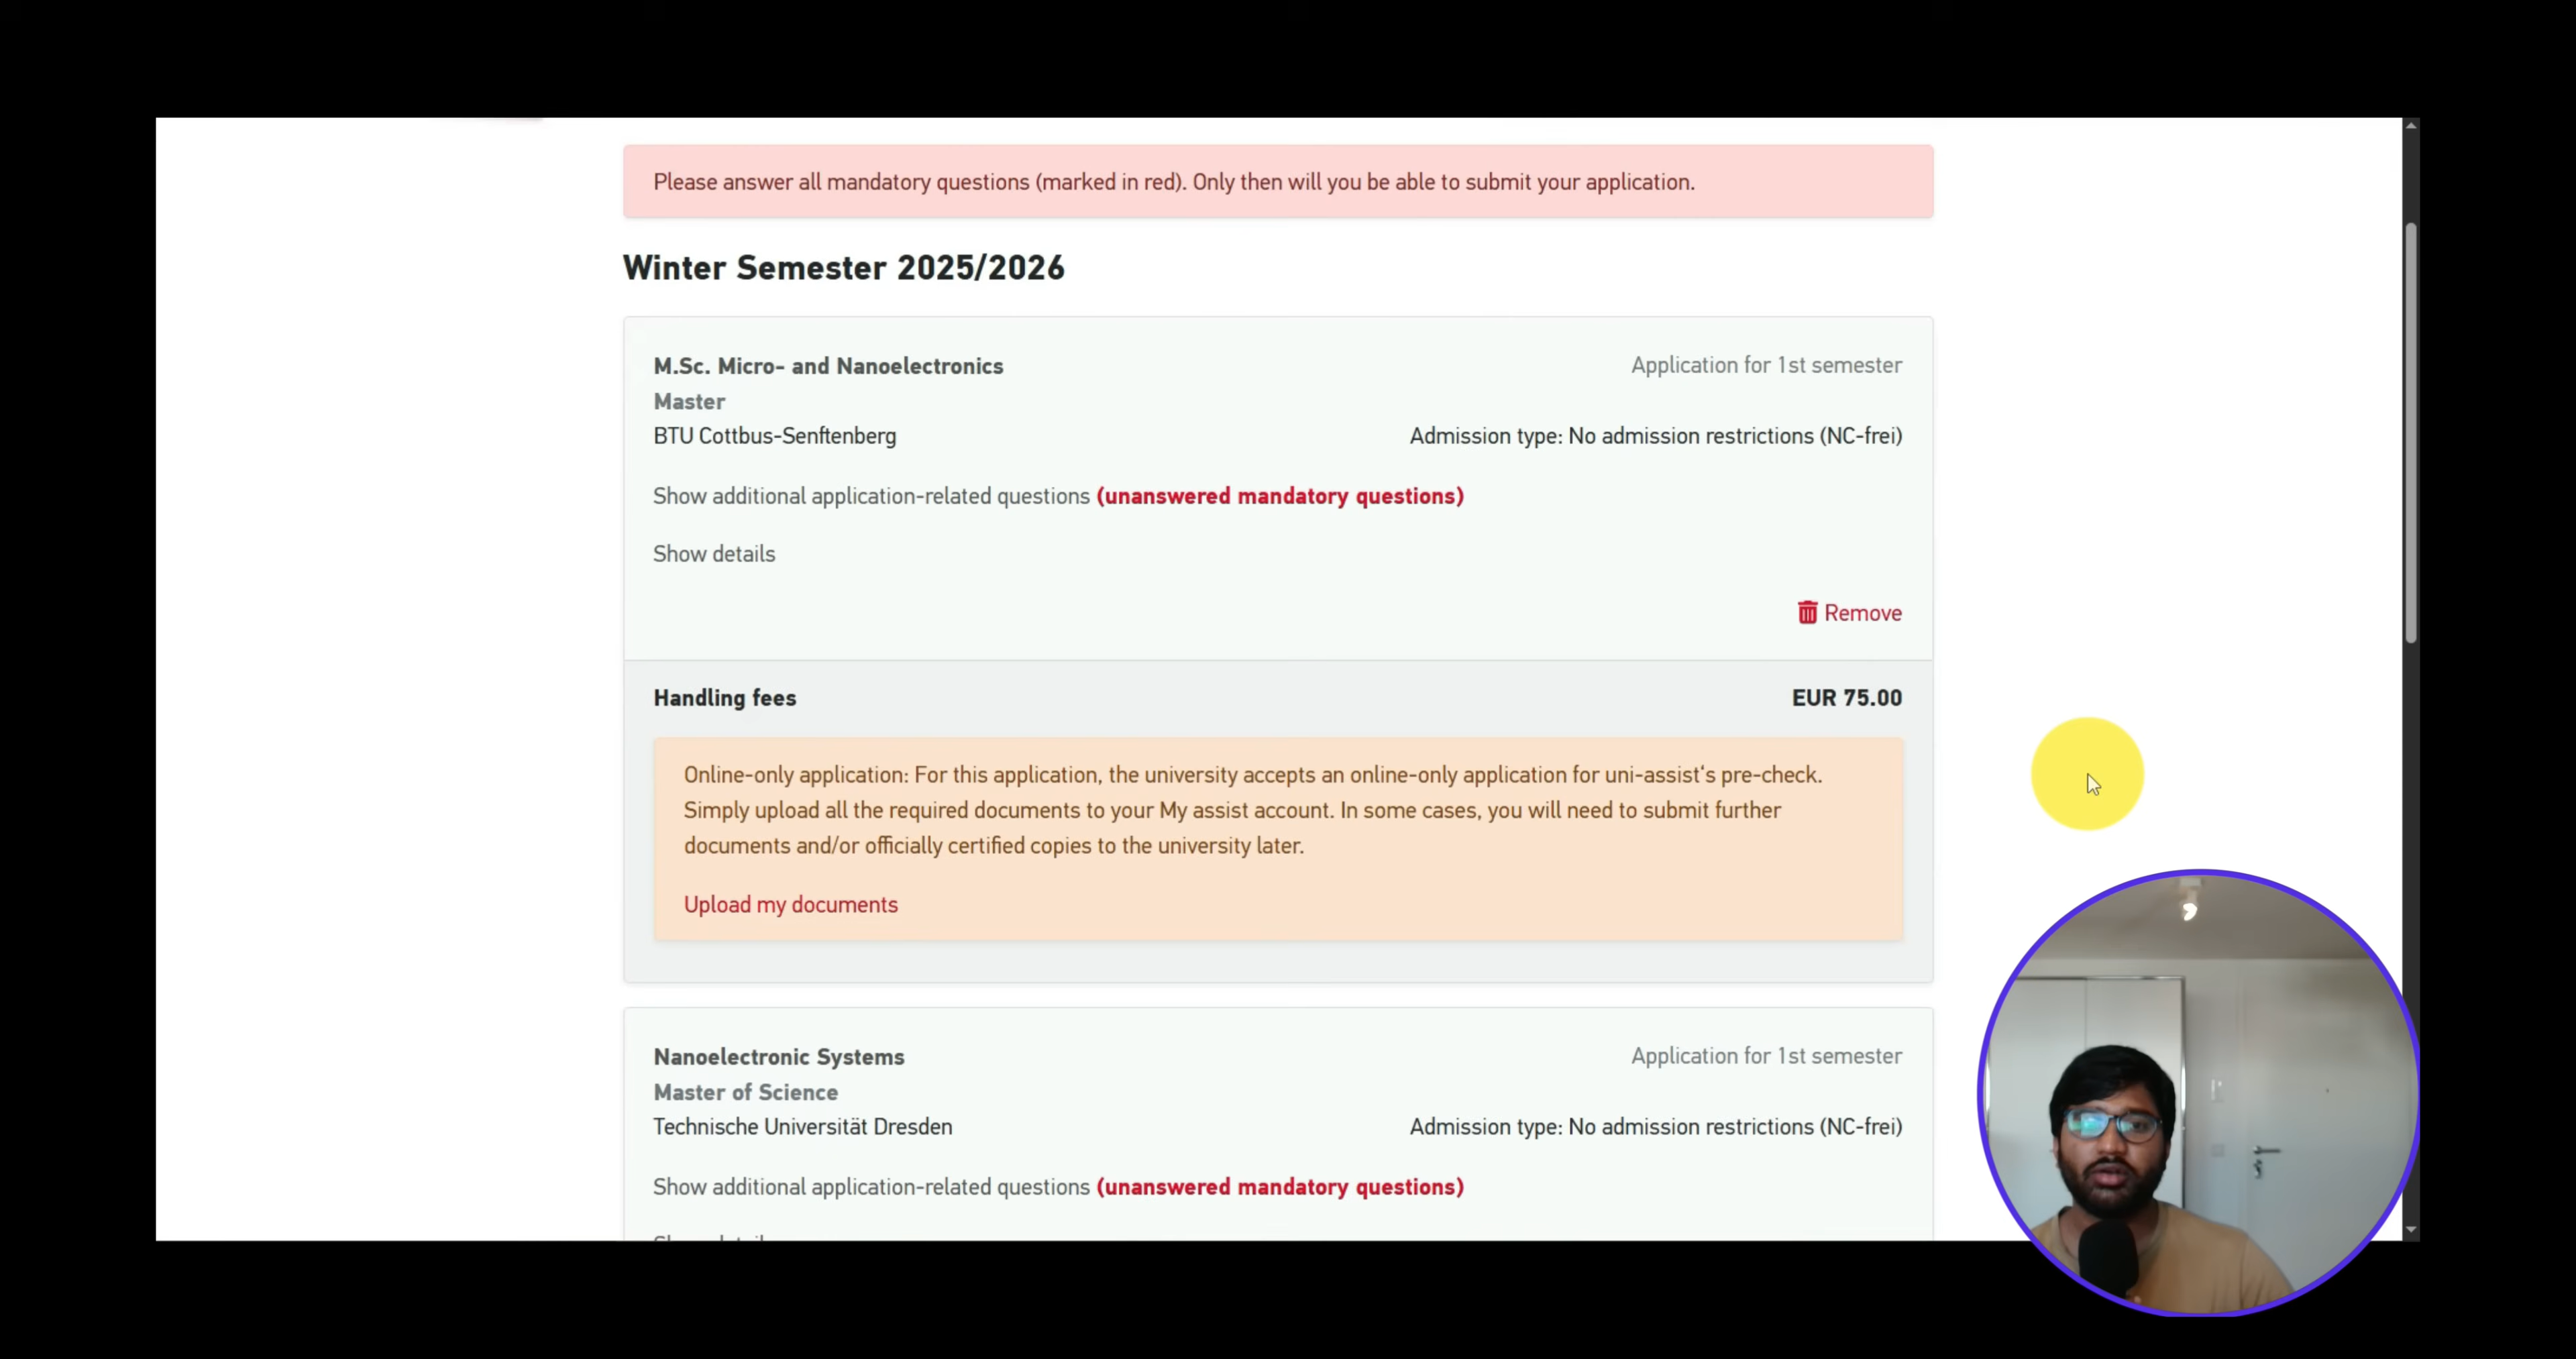 Please answer all mandatory questions (marked in red). Only then will you be able to submit your application.
Winter Semester 2025/2026
M.Sc. Micro- and Nanoelectronics
Application for 1st semester
Master
BTU Cottbus-Senftenberg
Admission type: No admission restrictions (NC-frei)
Show additional application-related questions (unanswered mandatory questions)
Show details
Remove
Handling fees
EUR 75.00
Online-only application: For this application, the university accepts an online-only application for uni-assist's pre-check.
Simply upload all the required documents to your My assist account. In some cases, you will need to submit further
documents and/or officially certified copies to the university later.
Upload my documents
Nanoelectronic Systems
Application for 1st semester
Master of Science
Technische Universität Dresden
Admission type: No admission restrictions (NC-frei)
Show additional application-related questions (unanswered mandatory questions)